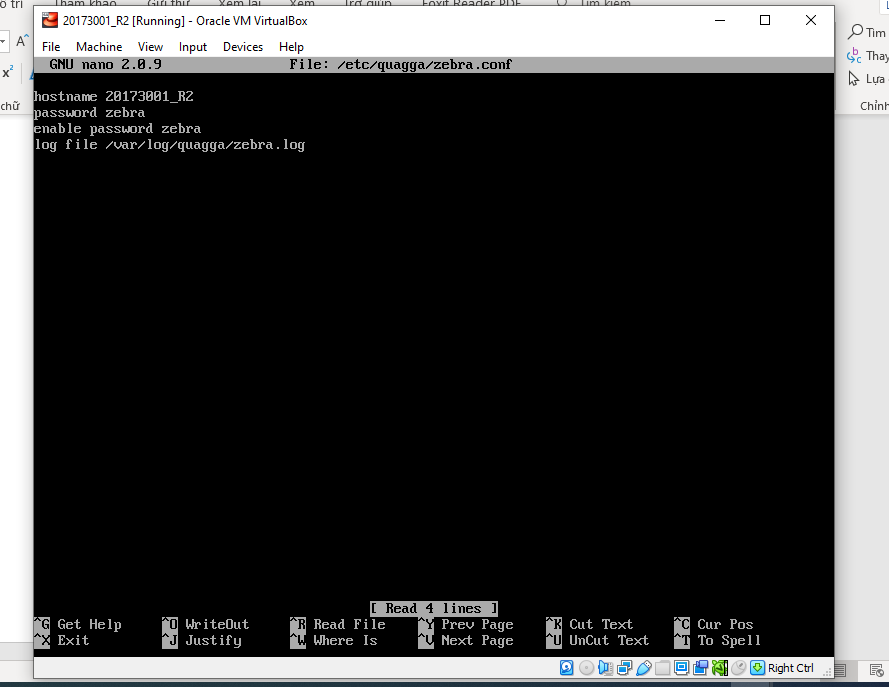 20173001_R2 [Running] - Oracle VM VirtualBox
File Machine View Input Devices Help
GNU nano 2.0.9 File: /etc/quagga/zebra.conf
hostname 20173001_R2
password zebra
enable password zebra
log file /var/log/quagga/zebra.log
[ Read 4 lines ]
^G Get Help ^O WriteOut ^R Read File ^Y Prev Page ^K Cut Text ^C Cur Pos
^X Exit ^J Justify ^W Where Is ^V Next Page ^U UnCut Text ^T To Spell
Right Ctrl
A^
x²
chữ
Tìm
Thay
Lựa
Chỉnh